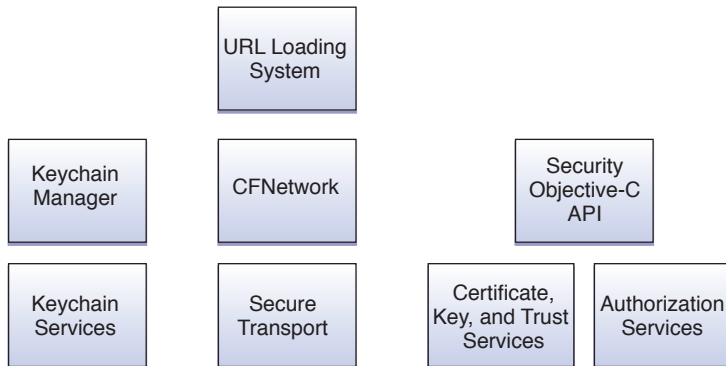 URL Loading
System
Keychain
Manager
CFNetwork
Security
Objective-C
API
Keychain
Services
Secure
Transport
Certificate,
Key, and Trust
Services
Authorization
Services